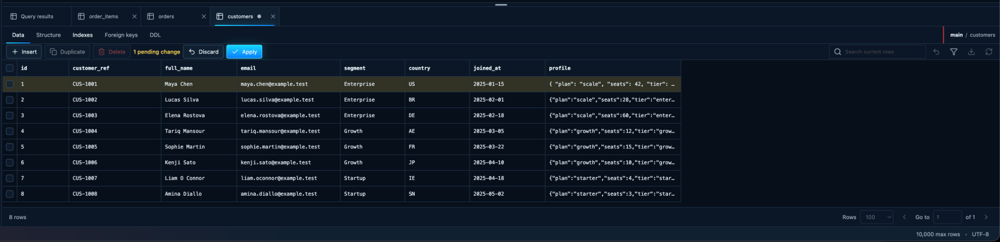 Query results order_items orders customers
Data Structure Indexes Foreign keys DDL main / customers
Insert Duplicate Delete 1 pending change Discard Apply Search current rows
id customer_ref full_name email segment country joined_at profile
1 CUS-1001 Maya Chen maya.chen@example.test Enterprise US 2025-01-15 { "plan": "scale", "seats": 42, "tier": …
2 CUS-1002 Lucas Silva lucas.silva@example.test Enterprise BR 2025-02-01 {"plan":"scale","seats":28,"tier":"enter…
3 CUS-1003 Elena Rostova elena.rostova@example.test Enterprise DE 2025-02-18 {"plan":"scale","seats":60,"tier":"enter…
4 CUS-1004 Tariq Mansour tariq.mansour@example.test Growth AE 2025-03-05 {"plan":"growth","seats":12,"tier":"grow…
5 CUS-1005 Sophie Martin sophie.martin@example.test Growth FR 2025-03-22 {"plan":"growth","seats":15,"tier":"grow…
6 CUS-1006 Kenji Sato kenji.sato@example.test Growth JP 2025-04-10 {"plan":"growth","seats":10,"tier":"grow…
7 CUS-1007 Liam O Connor liam.oconnor@example.test Startup IE 2025-04-18 {"plan":"starter","seats":4,"tier":"star…
8 CUS-1008 Amina Diallo amina.diallo@example.test Startup SN 2025-05-02 {"plan":"starter","seats":3,"tier":"star…
8 rows Rows 100 Go to 1 of 1
10,000 max rows • UTF-8